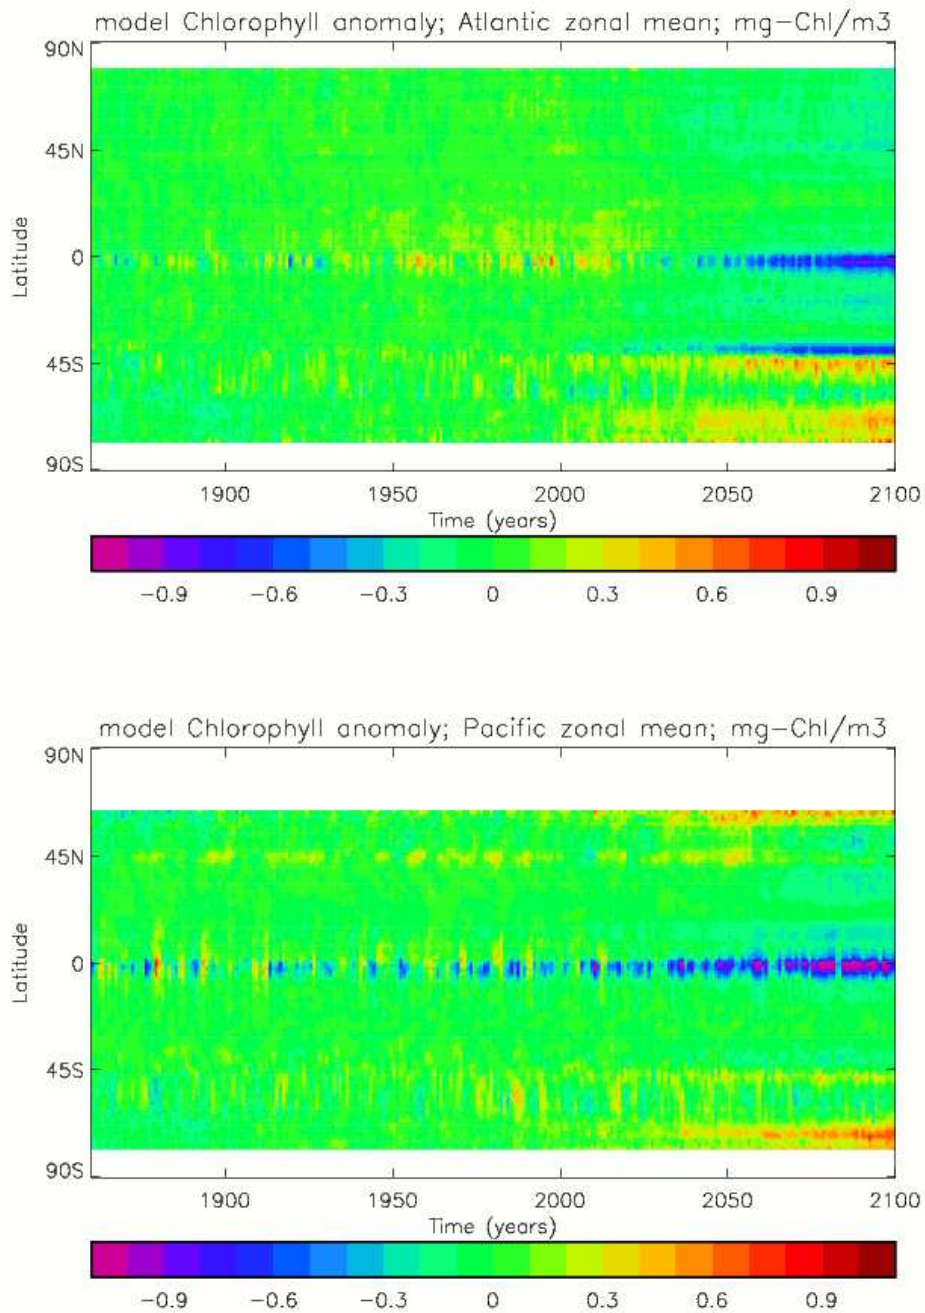 model Chlorophyll anomaly; Atlantic zonal mean; mg-Chl/m3
90N
45N
Latitude
0
45S
90S
1900 1950 2000 2050 2100
Time (years)
-0.9 -0.6 -0.3 0 0.3 0.6 0.9
model Chlorophyll anomaly; Pacific zonal mean; mg-Chl/m3
90N
45N
Latitude
0
45S
90S
1900 1950 2000 2050 2100
Time (years)
-0.9 -0.6 -0.3 0 0.3 0.6 0.9